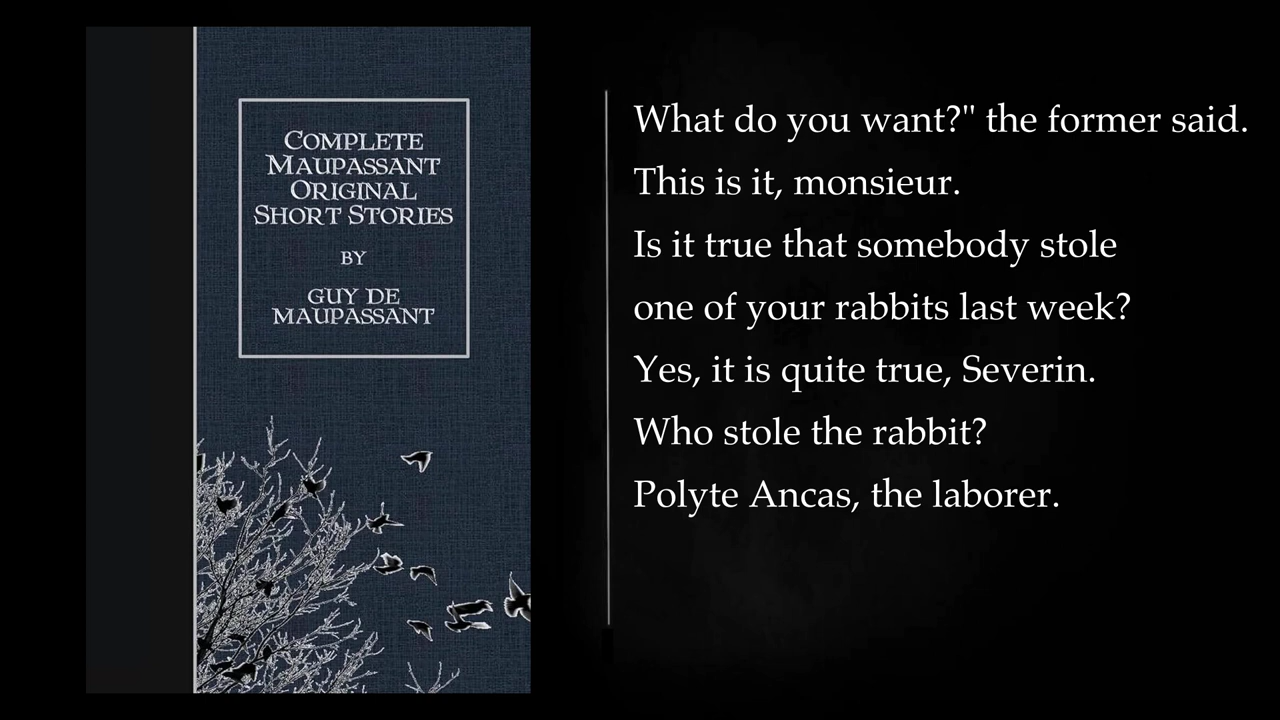 COMPLETE
MAUPASSANT
ORIGINAL
SHORT STORIES
BY
GUY DE
MAUPASSANT
What do you want?" the former said.
This is it, monsieur.
Is it true that somebody stole
one of your rabbits last week?
Yes, it is quite true, Severin.
Who stole the rabbit?
Polyte Ancas, the laborer.